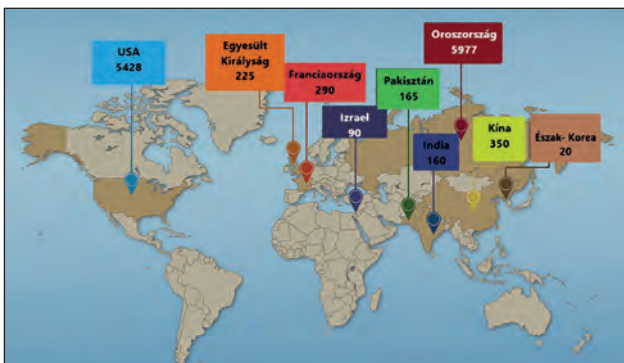 USA
5428
Egyesült
Királyság
225
Franciaország
290
Izrael
90
Pakisztán
165
Oroszország
5977
India
160
Kína
350
Észak- Korea
20